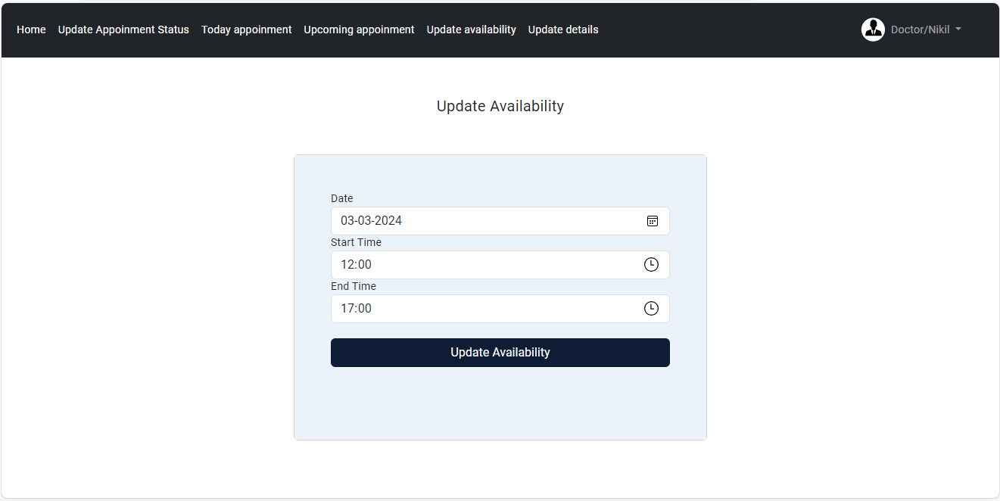 Home Update Appoinment Status Today appoinment Upcoming appoinment Update availability Update details Doctor/Nikil
Update Availability
Date
03-03-2024
Start Time
12:00
End Time
17:00
Update Availability